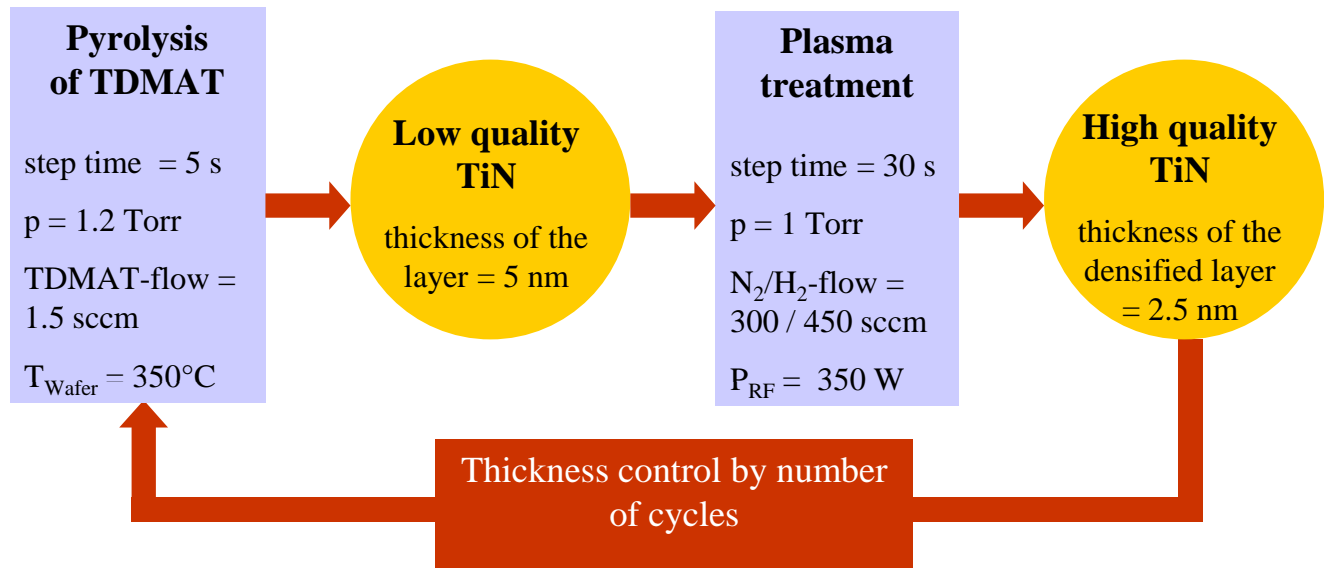 Pyrolysis
of TDMAT
step time = 5 s
p = 1.2 Torr
TDMAT-flow =
1.5 sccm
T_Wafer = 350°C
Low quality
TiN
thickness of the
layer = 5 nm
Plasma
treatment
step time = 30 s
p = 1 Torr
N₂/H₂-flow =
300 / 450 sccm
P_RF = 350 W
High quality
TiN
thickness of the
densified layer
= 2.5 nm
Thickness control by number
of cycles